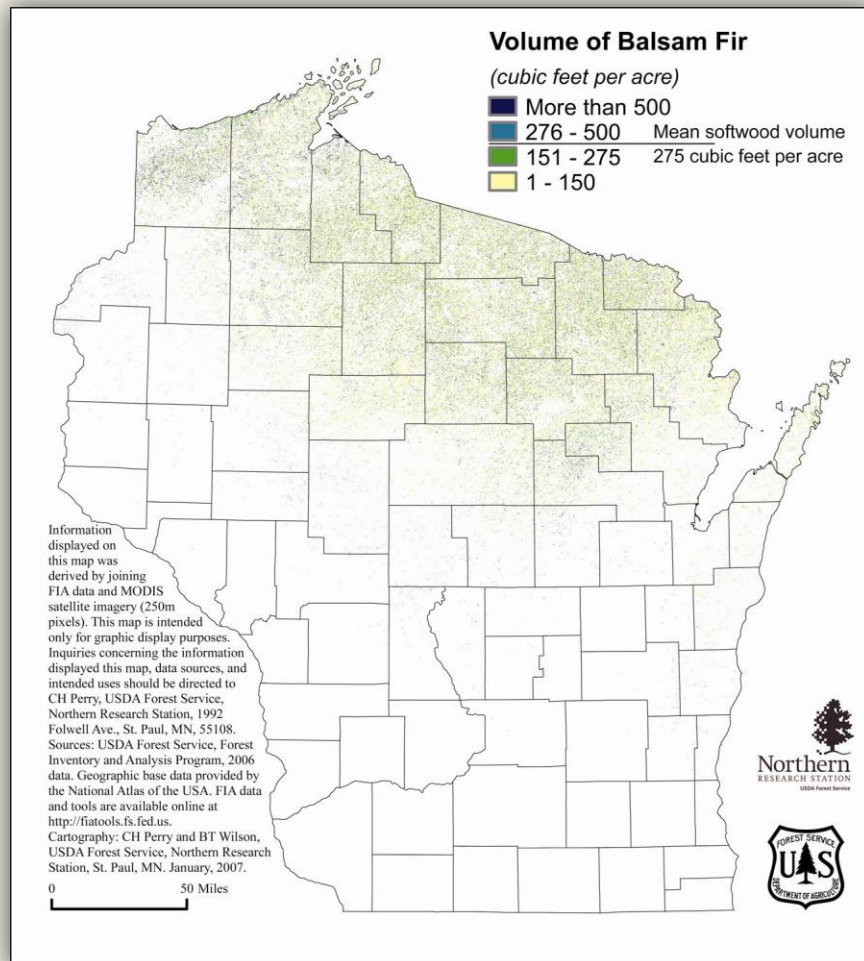 Volume of Balsam Fir
(cubic feet per acre)
More than 500
276 - 500 Mean softwood volume
151 - 275 275 cubic feet per acre
1 - 150
Information
displayed on
this map was
derived by joining
FIA data and MODIS
satellite imagery (250m
pixels). This map is intended
only for graphic display purposes.
Inquiries concerning the information
displayed this map, data sources, and
intended uses should be directed to
CH Perry, USDA Forest Service,
Northern Research Station, 1992
Folwell Ave., St. Paul, MN, 55108.
Sources: USDA Forest Service, Forest
Inventory and Analysis Program, 2006
data. Geographic base data provided by
the National Atlas of the USA. FIA data
and tools are available online at
http://fiatools.fs.fed.us.
Cartography: CH Perry and BT Wilson,
USDA Forest Service, Northern Research
Station, St. Paul, MN. January, 2007.
0 50 Miles
Northern
RESEARCH STATION
USDA Forest Service
FOREST SERVICE
U S
DEPARTMENT OF AGRICULTURE